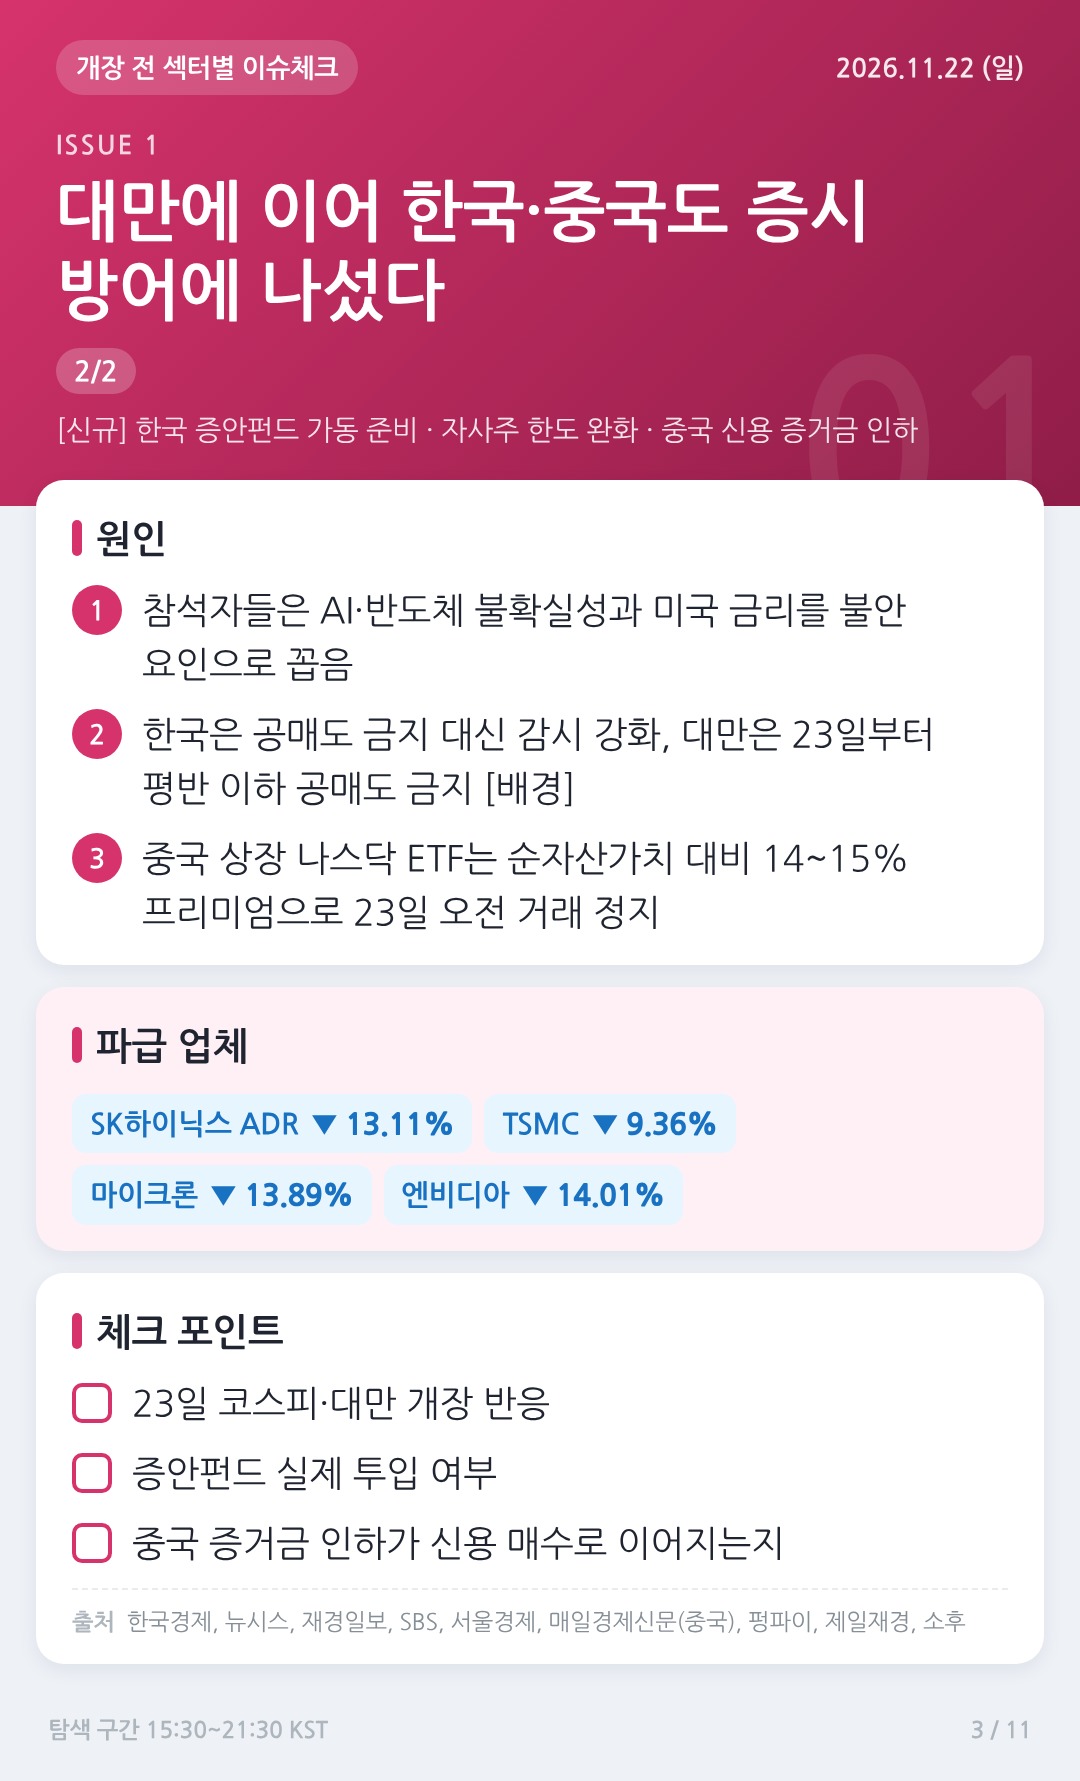 개장 전 섹터별 이슈체크
2026.11.22 (일)
ISSUE 1
대만에 이어 한국·중국도 증시
방어에 나섰다
2/2
01
[신규] 한국 증안펀드 가동 준비 · 자사주 한도 완화 · 중국 신용 증거금 인하
원인
1 참석자들은 AI·반도체 불확실성과 미국 금리를 불안
요인으로 꼽음
2 한국은 공매도 금지 대신 감시 강화, 대만은 23일부터
평반 이하 공매도 금지 [배경]
3 중국 상장 나스닥 ETF는 순자산가치 대비 14~15%
프리미엄으로 23일 오전 거래 정지
파급 업체
SK하이닉스 ADR ▼ 13.11% TSMC ▼ 9.36%
마이크론 ▼ 13.89% 엔비디아 ▼ 14.01%
체크 포인트
23일 코스피·대만 개장 반응
증안펀드 실제 투입 여부
중국 증거금 인하가 신용 매수로 이어지는지
출처 한국경제, 뉴시스, 재경일보, SBS, 서울경제, 매일경제신문(중국), 펑파이, 제일재경, 소후
탐색 구간 15:30~21:30 KST
3 / 11